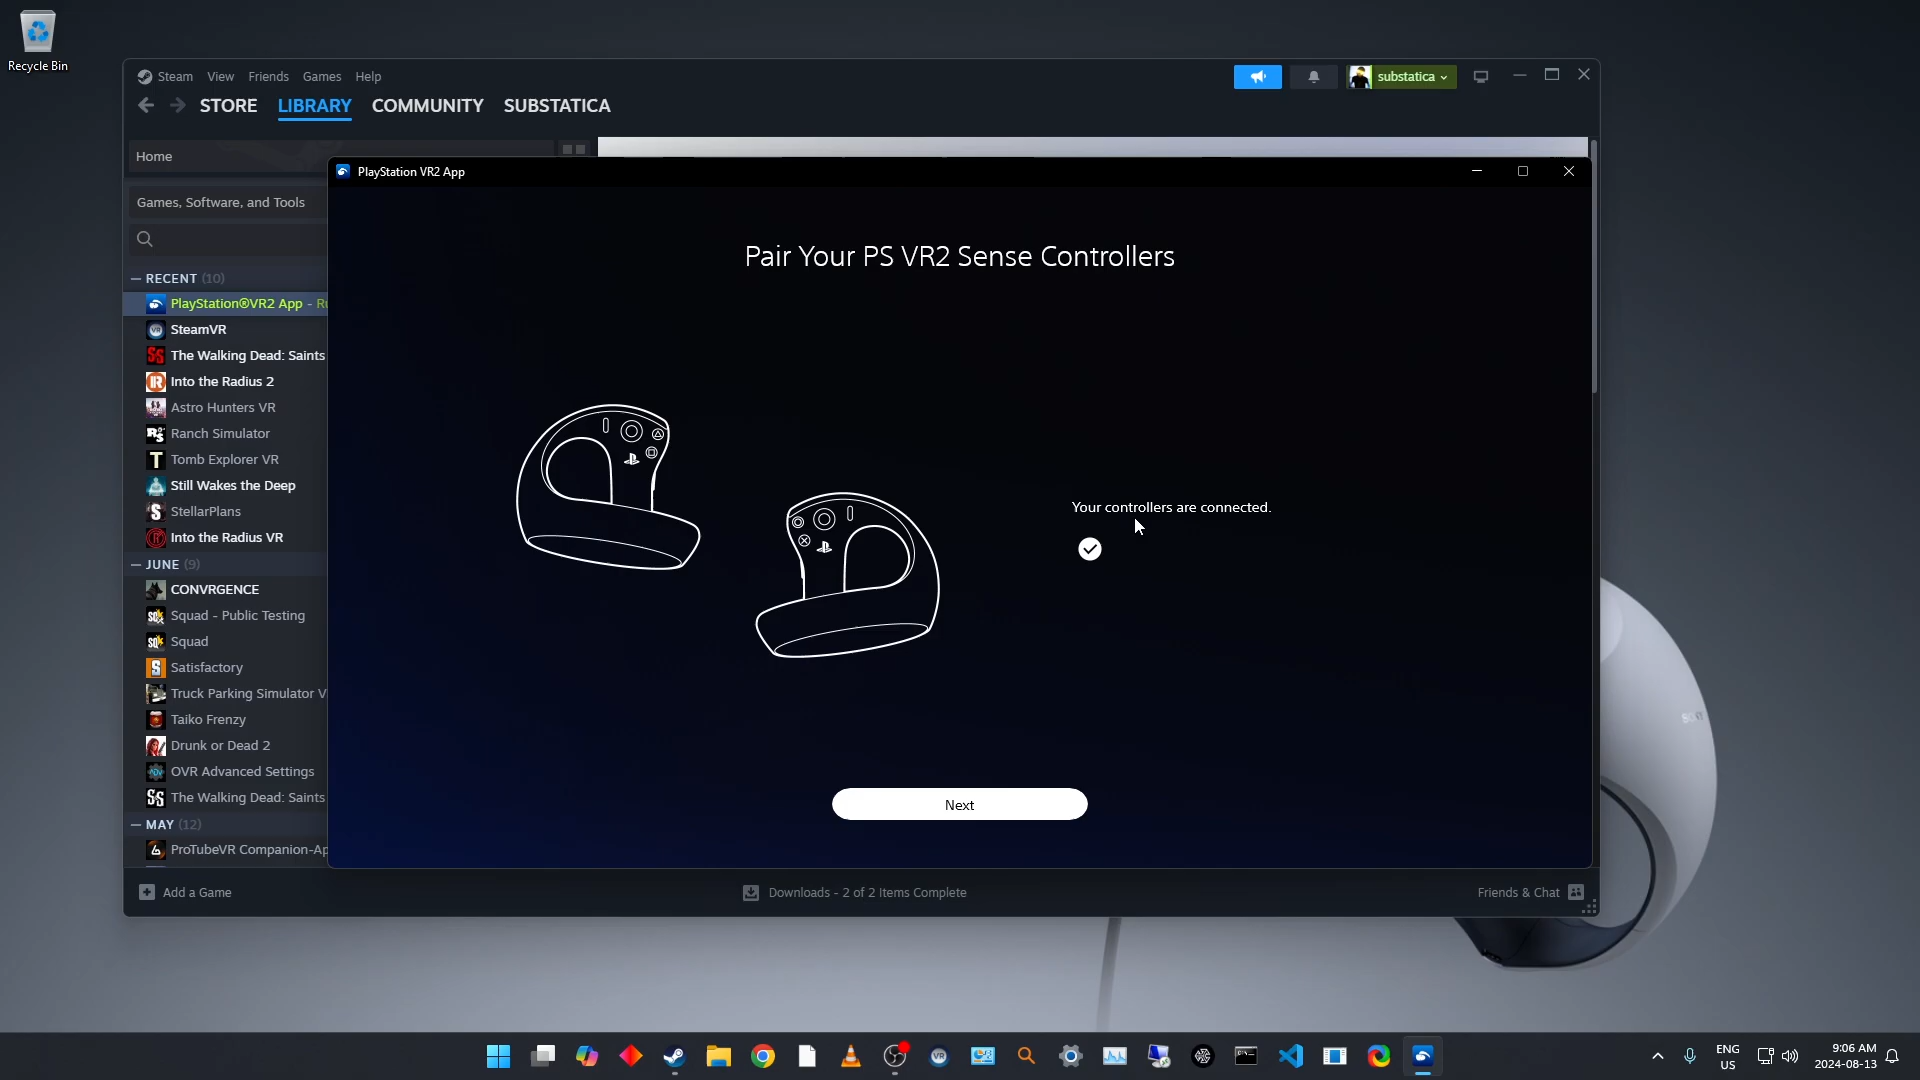 Recycle Bin
Steam View Friends Games Help
substatica
STORE LIBRARY COMMUNITY SUBSTATICA
Home
PlayStation VR2 App
Games, Software, and Tools
Pair Your PS VR2 Sense Controllers
Your controllers are connected.
Next
— RECENT (10)
PlayStation®VR2 App - Ru
SteamVR
The Walking Dead: Saints
Into the Radius 2
Astro Hunters VR
Ranch Simulator
Tomb Explorer VR
Still Wakes the Deep
StellarPlans
Into the Radius VR
— JUNE (9)
CONVRGENCE
Squad - Public Testing
Squad
Satisfactory
Truck Parking Simulator V
Taiko Frenzy
Drunk or Dead 2
OVR Advanced Settings
The Walking Dead: Saints
— MAY (12)
ProTubeVR Companion-Ap
Add a Game
Downloads - 2 of 2 Items Complete
Friends & Chat
SONY
ENG
US
9:06 AM
2024-08-13